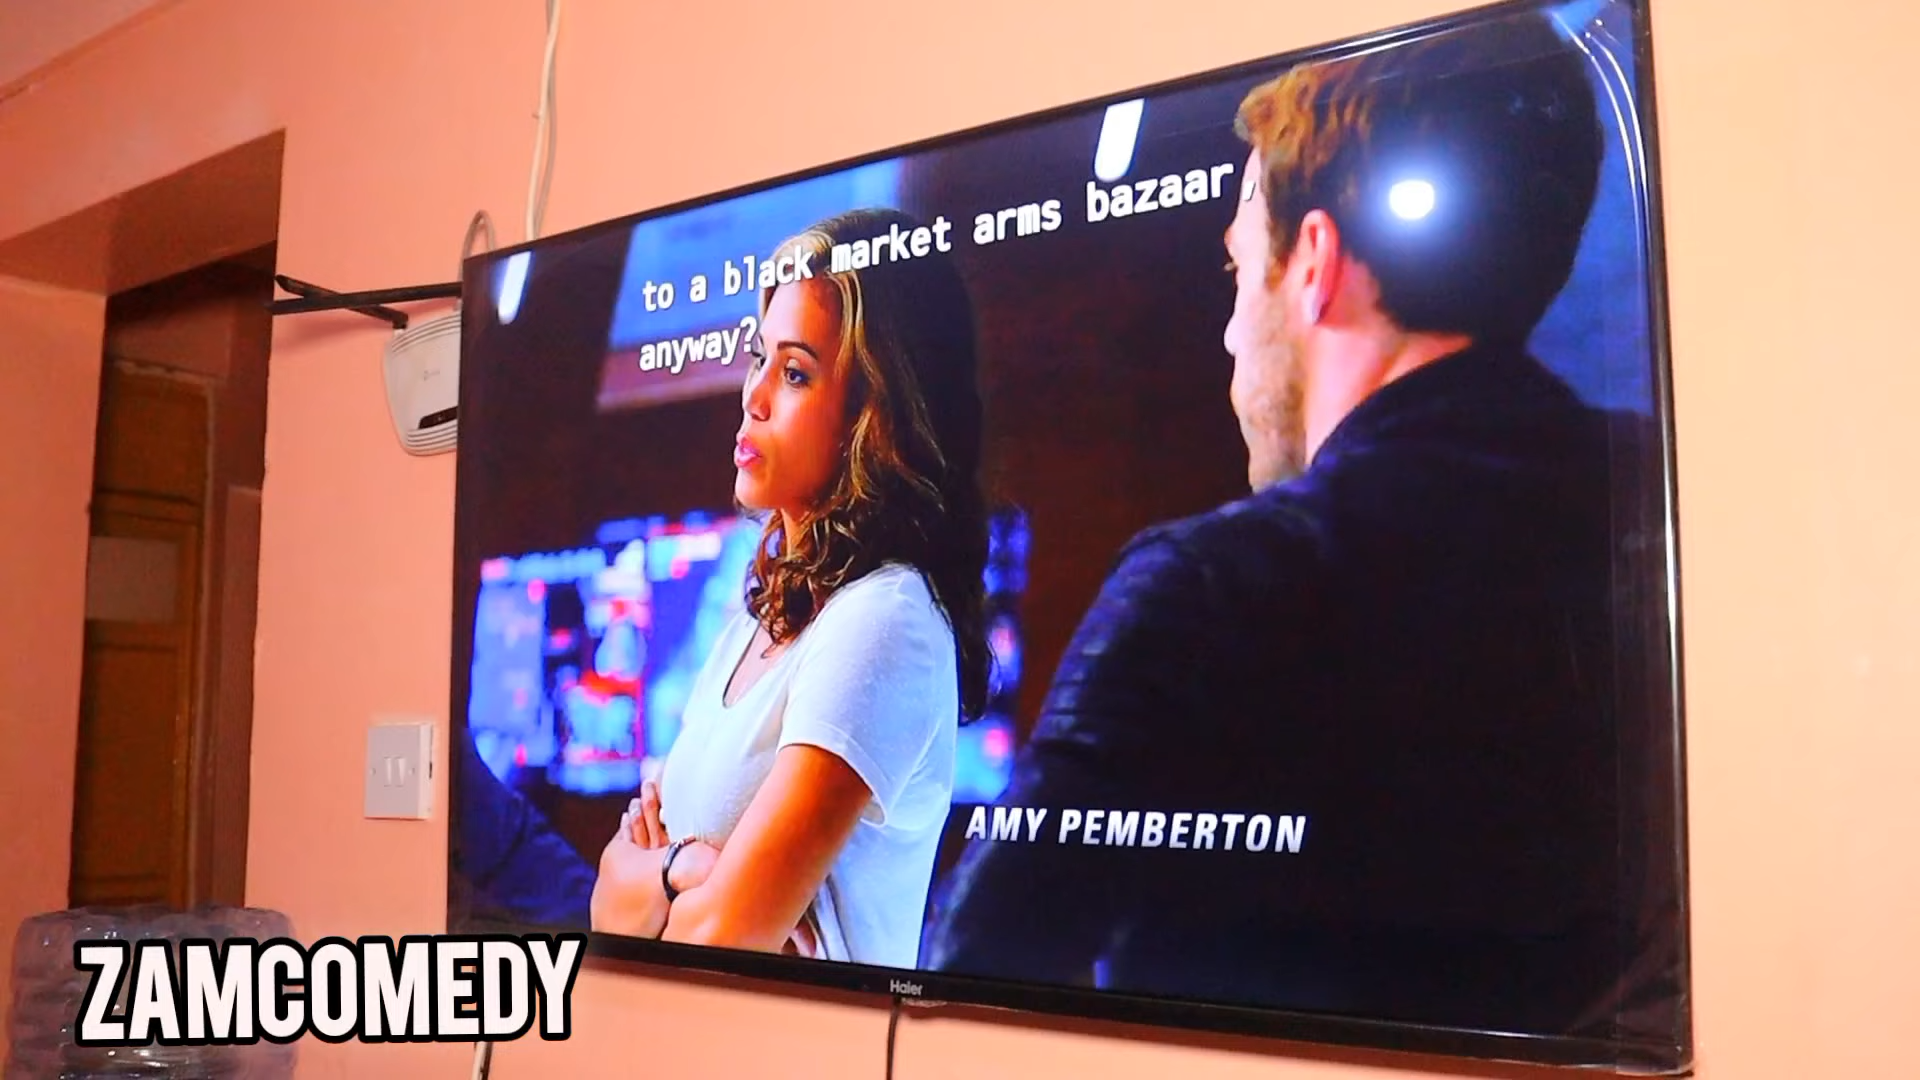 to a black market arms bazaar,
anyway?
AMY PEMBERTON
Haier
ZAMCOMEDY